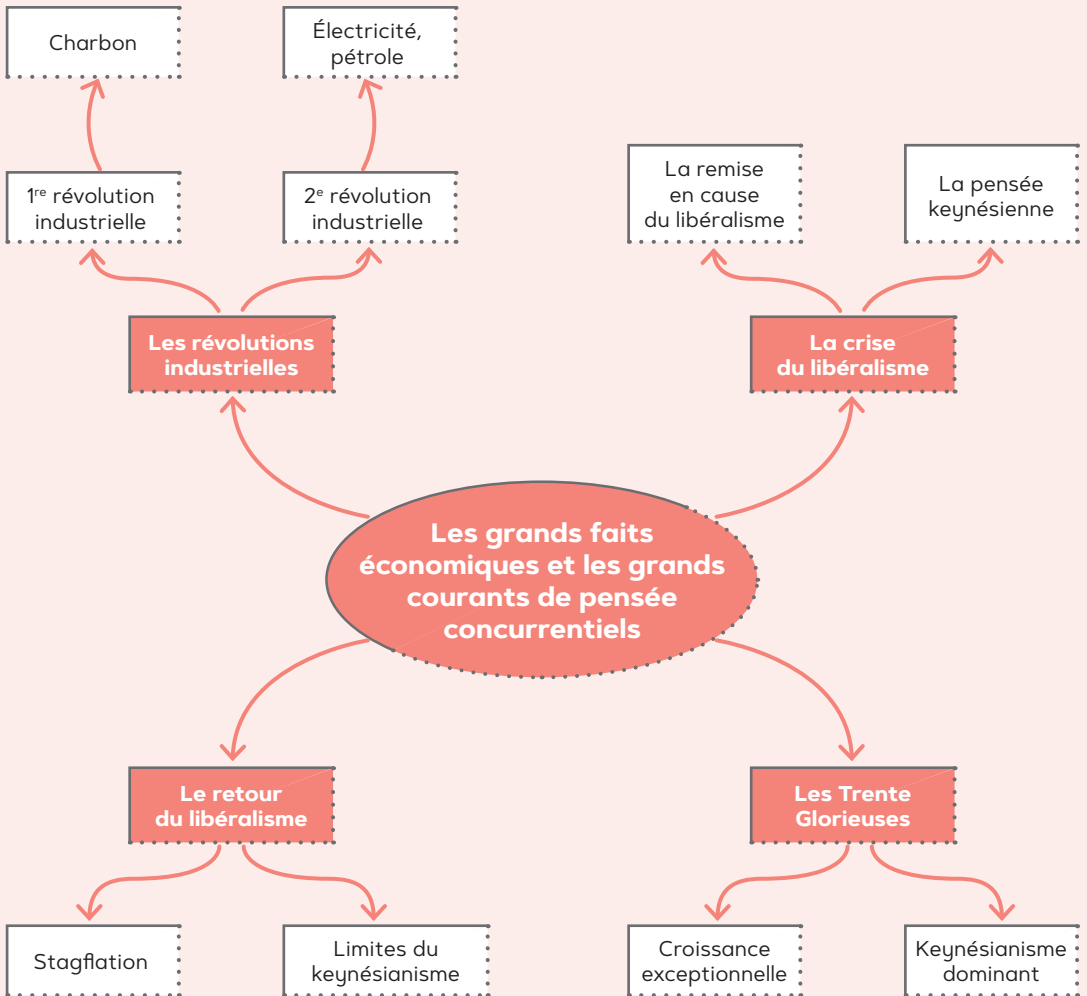 Charbon
Électricité,
pétrole
1re révolution
industrielle
2e révolution
industrielle
La remise
en cause
du libéralisme
La pensée
keynésienne
Les révolutions
industrielles
La crise
du libéralisme
Les grands faits
économiques et les grands
courants de pensée
concurrentiels
Le retour
du libéralisme
Les Trente
Glorieuses
Stagflation
Limites du
keynésianisme
Croissance
exceptionnelle
Keynésianisme
dominant